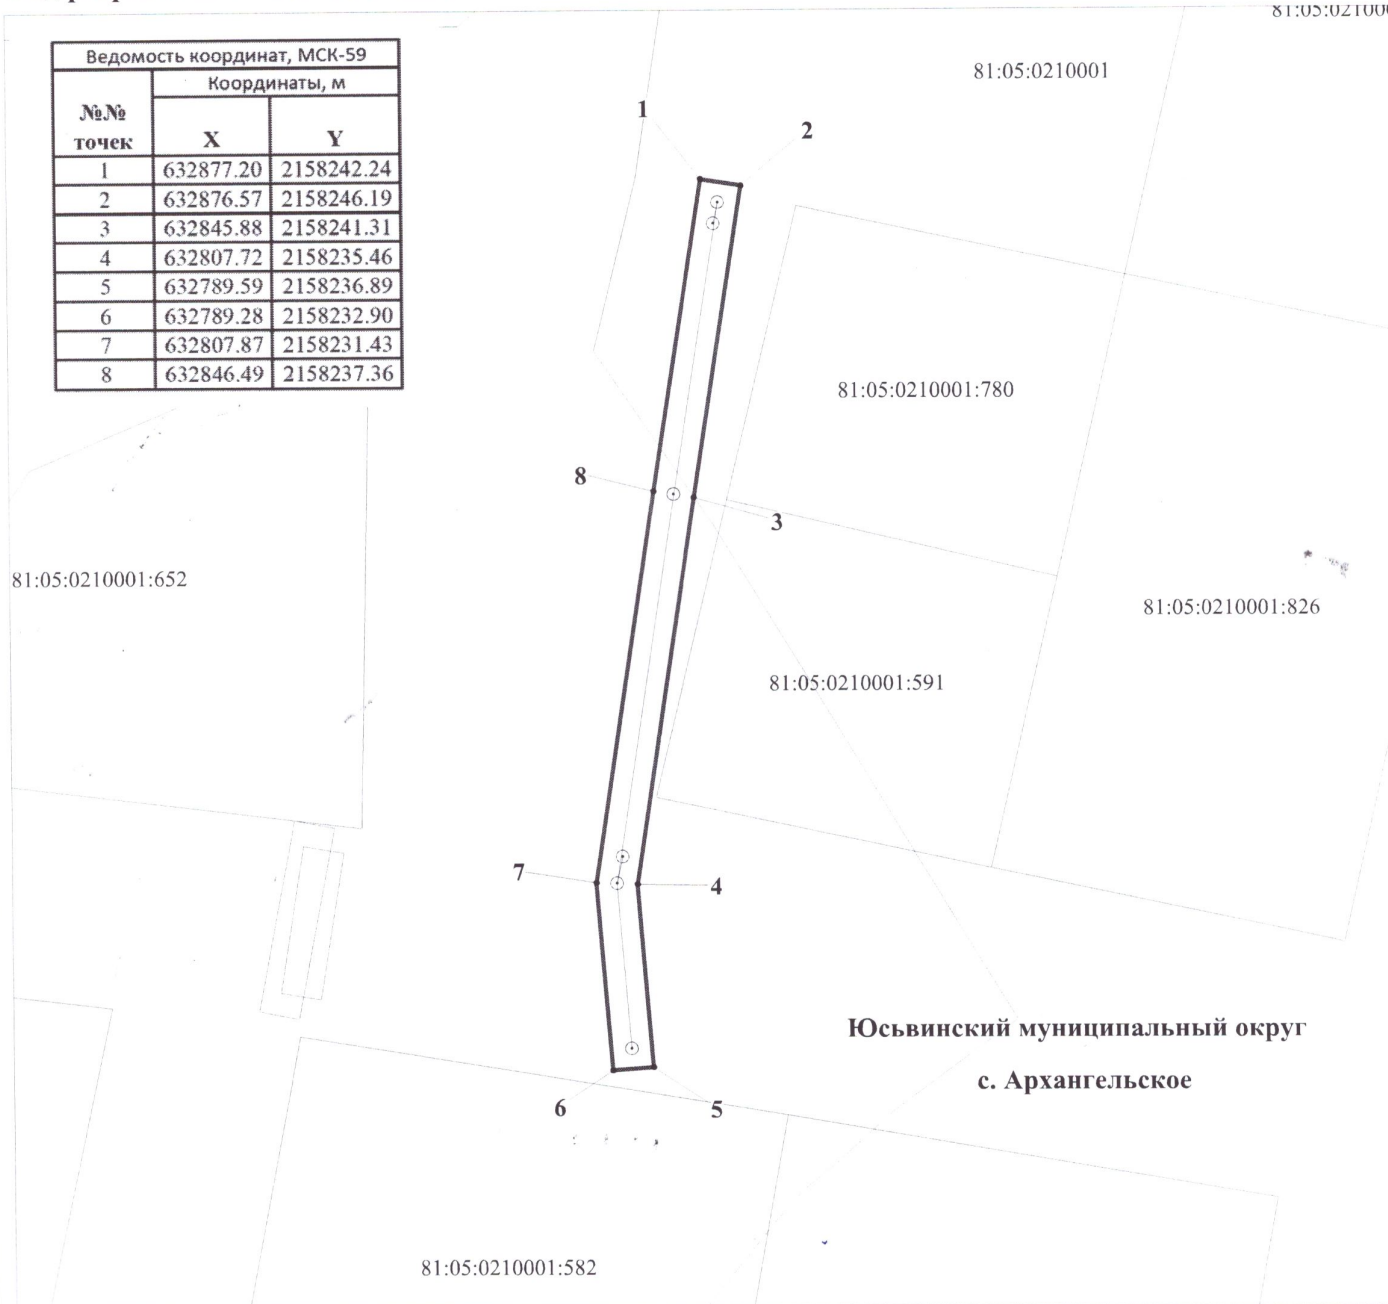 81:05:0210001
Ведомость координат, МСК-59
Координаты, м
№№ точек X Y
1 632877.20 2158242.24
2 632876.57 2158246.19
3 632845.88 2158241.31
4 632807.72 2158235.46
5 632789.59 2158236.89
6 632789.28 2158232.90
7 632807.87 2158231.43
8 632846.49 2158237.36
1
2
81:05:0210001:780
8
3
81:05:0210001:652
81:05:0210001:826
81:05:0210001:591
7
4
Юсьвинский муниципальный округ
с. Архангельское
6
5
81:05:0210001:582